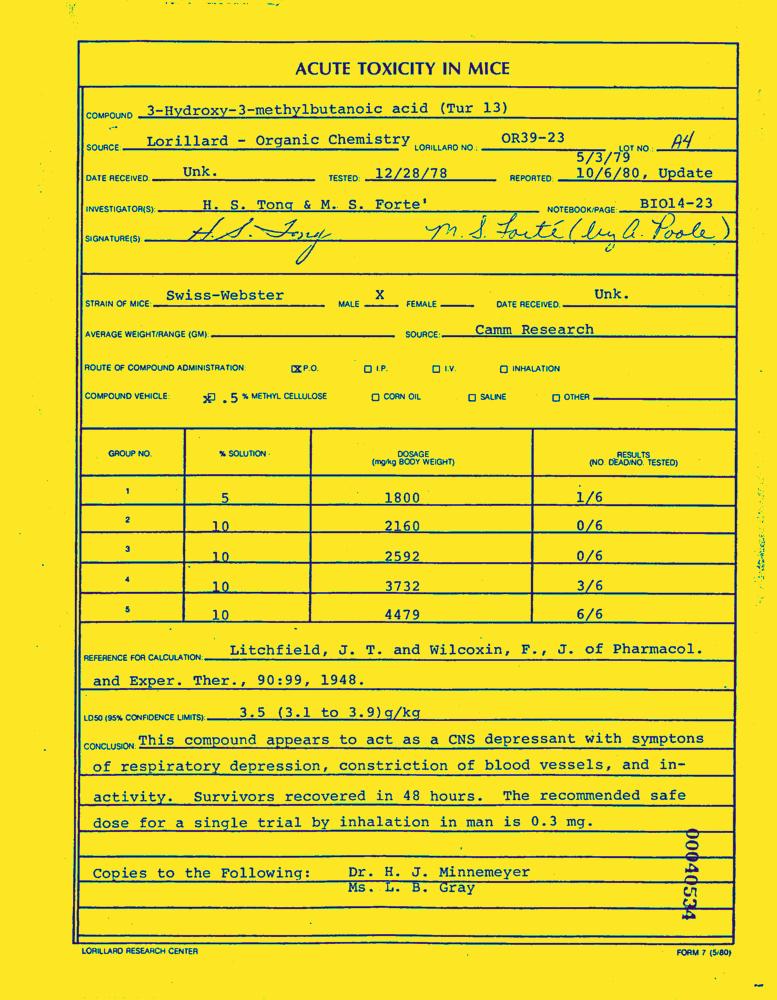 ACUTE TOXICITY IN MICE
COMPOUND 3-Hydroxy-3-methylbutanoic acid (Tur 13)
SOURCE Lorillard - Organic Chemistry LORILLARD NO.: OR39-23 LOT NO.: A4
5/3/79
DATE RECEIVED: Unk. TESTED: 12/28/78 REPORTED: 10/6/80, Update
INVESTIGATOR(S): H. S. Tong & M. S. Forte' NOTEBOOK/PAGE: BIO14-23
SIGNATURE(S) H. S. Tong M. S. Forté (by A. Poole)
STRAIN OF MICE: Swiss-Webster MALE X FEMALE DATE RECEIVED: Unk.
AVERAGE WEIGHT/RANGE (GM): SOURCE: Camm Research
ROUTE OF COMPOUND ADMINISTRATION: X P.O. I.P. I.V. INHALATION
COMPOUND VEHICLE: X .5 % METHYL CELLULOSE CORN OIL SALINE OTHER
GROUP NO. % SOLUTION DOSAGE (mg/kg BODY WEIGHT) RESULTS (NO. DEAD/NO. TESTED)
1 5 1800 1/6
2 10 2160 0/6
3 10 2592 0/6
4 10 3732 3/6
5 10 4479 6/6
REFERENCE FOR CALCULATION: Litchfield, J. T. and Wilcoxin, F., J. of Pharmacol.
and Exper. Ther., 90:99, 1948.
LD50 (95% CONFIDENCE LIMITS): 3.5 (3.1 to 3.9)g/kg
CONCLUSION: This compound appears to act as a CNS depressant with symptons
of respiratory depression, constriction of blood vessels, and in-
activity. Survivors recovered in 48 hours. The recommended safe
dose for a single trial by inhalation in man is 0.3 mg.
Copies to the Following: Dr. H. J. Minnemeyer
Ms. L. B. Gray
00040534
LORILLARD RESEARCH CENTER FORM 7 (5/80)